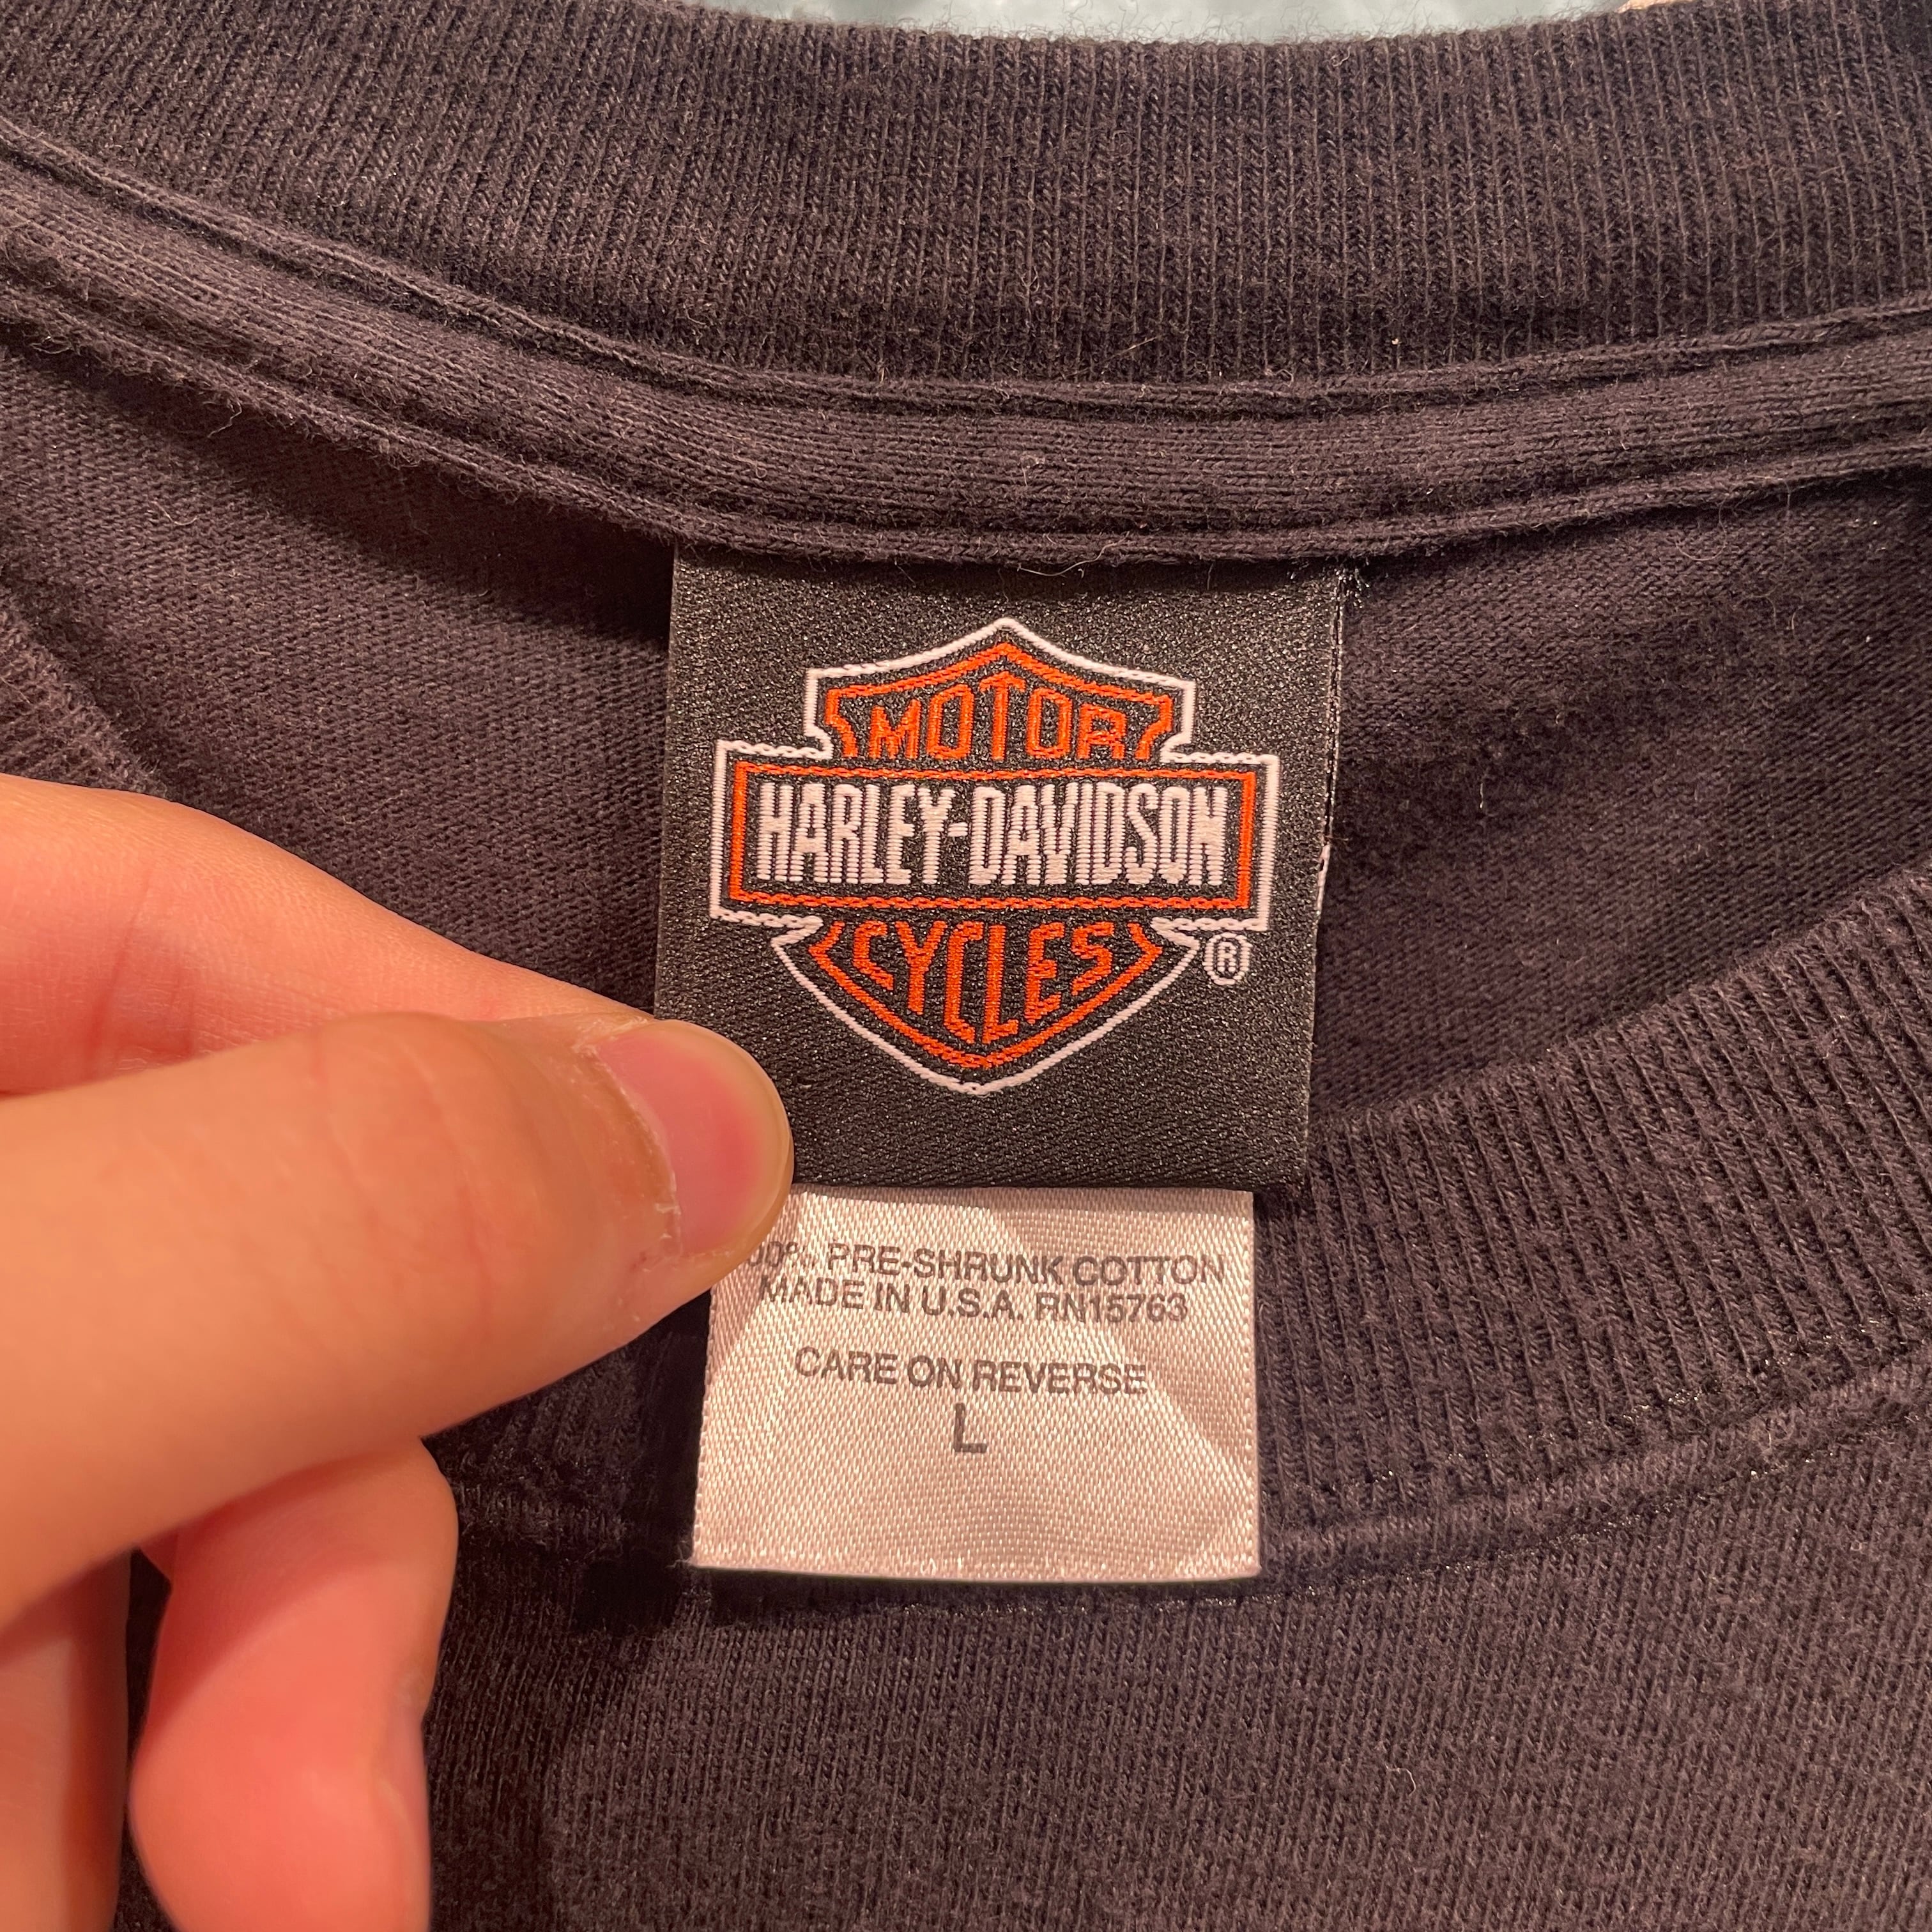 MOTOR
HARLEY-DAVIDSON
CYCLES
®
PRE-SHRUNK COTTON
MADE IN U.S.A. RN15763
CARE ON REVERSE
L